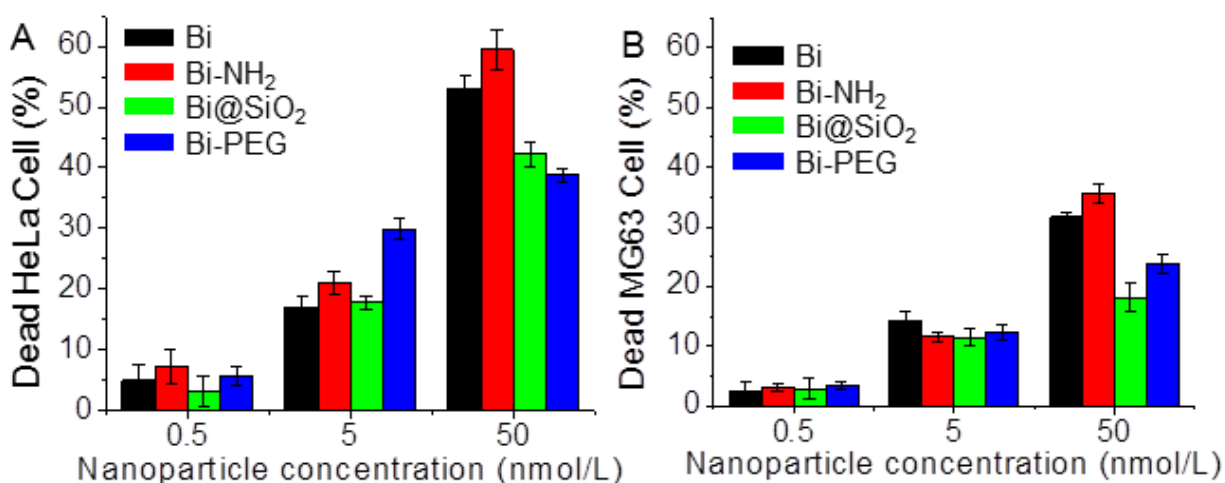 A
Dead HeLa Cell (%)
60
50
40
30
20
10
0
Bi
Bi-NH₂
Bi@SiO₂
Bi-PEG
0.5 5 50
Nanoparticle concentration (nmol/L)
B
Dead MG63 Cell (%)
60
50
40
30
20
10
0
Bi
Bi-NH₂
Bi@SiO₂
Bi-PEG
0.5 5 50
Nanoparticle concentration (nmol/L)